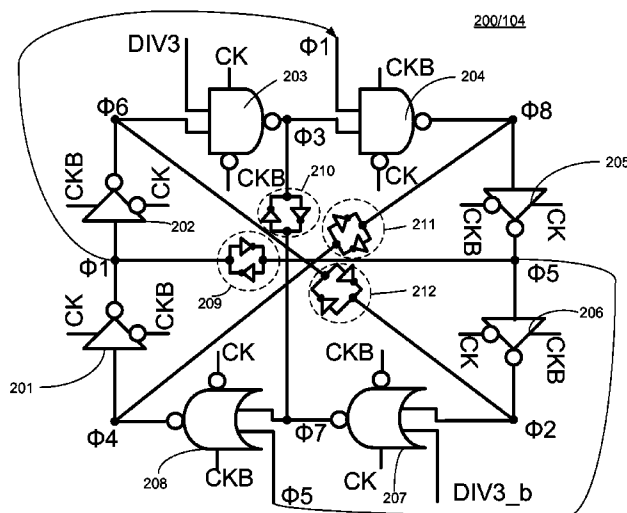 200/104
DIV3
Φ1
CK
203
CKB
204
Φ6
Φ3
Φ8
CKB
CK
CKB
CK
202
210
211
205
CKB
CK
Φ1
209
212
Φ5
CK
CKB
201
206
CK
CKB
CK
CKB
Φ4
Φ7
Φ2
208
CKB
Φ5
CK
207
DIV3_b